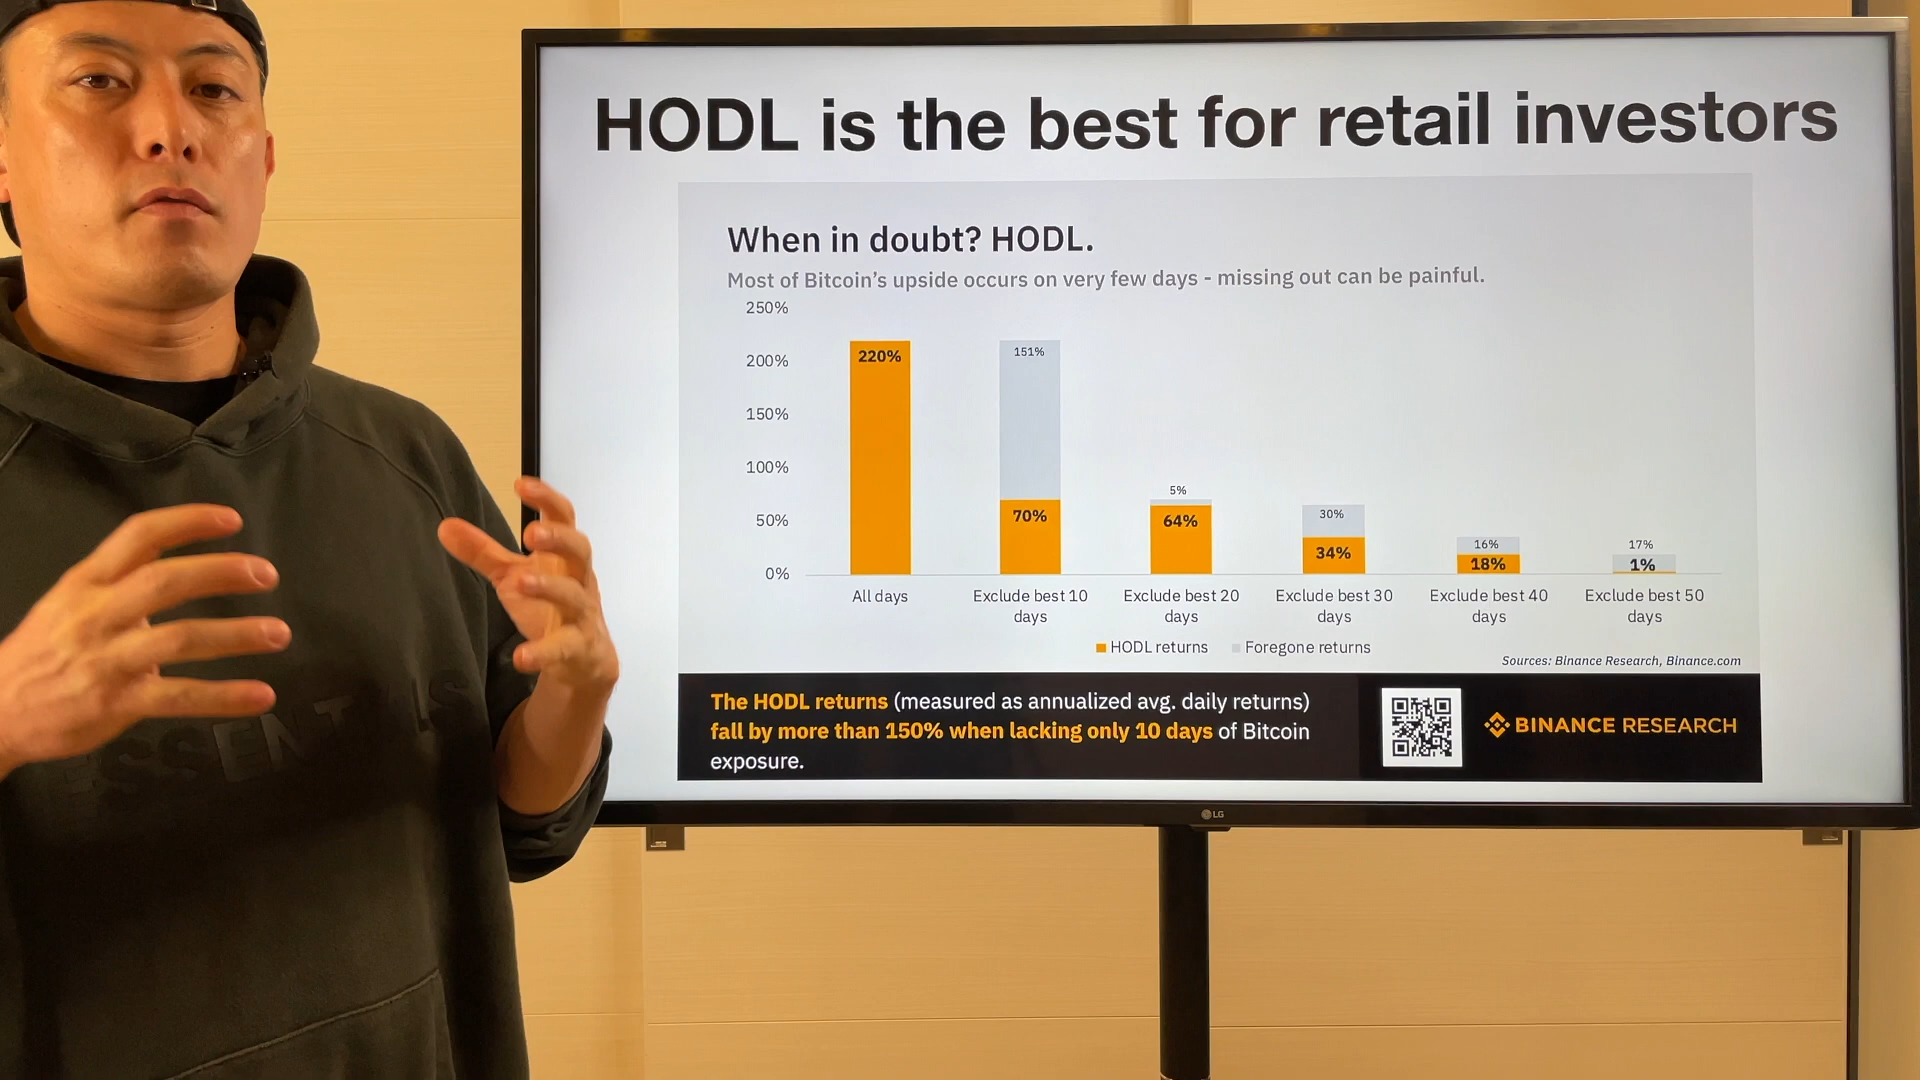 HODL is the best for retail investors
When in doubt? HODL.
Most of Bitcoin's upside occurs on very few days - missing out can be painful.
250%
200%
150%
100%
50%
0%
220%
151%
70%
5%
64%
30%
34%
16%
18%
17%
1%
All days
Exclude best 10
days
Exclude best 20
days
Exclude best 30
days
Exclude best 40
days
Exclude best 50
days
HODL returns
Foregone returns
Sources: Binance Research, Binance.com
The HODL returns (measured as annualized avg. daily returns)
fall by more than 150% when lacking only 10 days of Bitcoin
exposure.
BINANCE RESEARCH
LG
ESSENTIALS